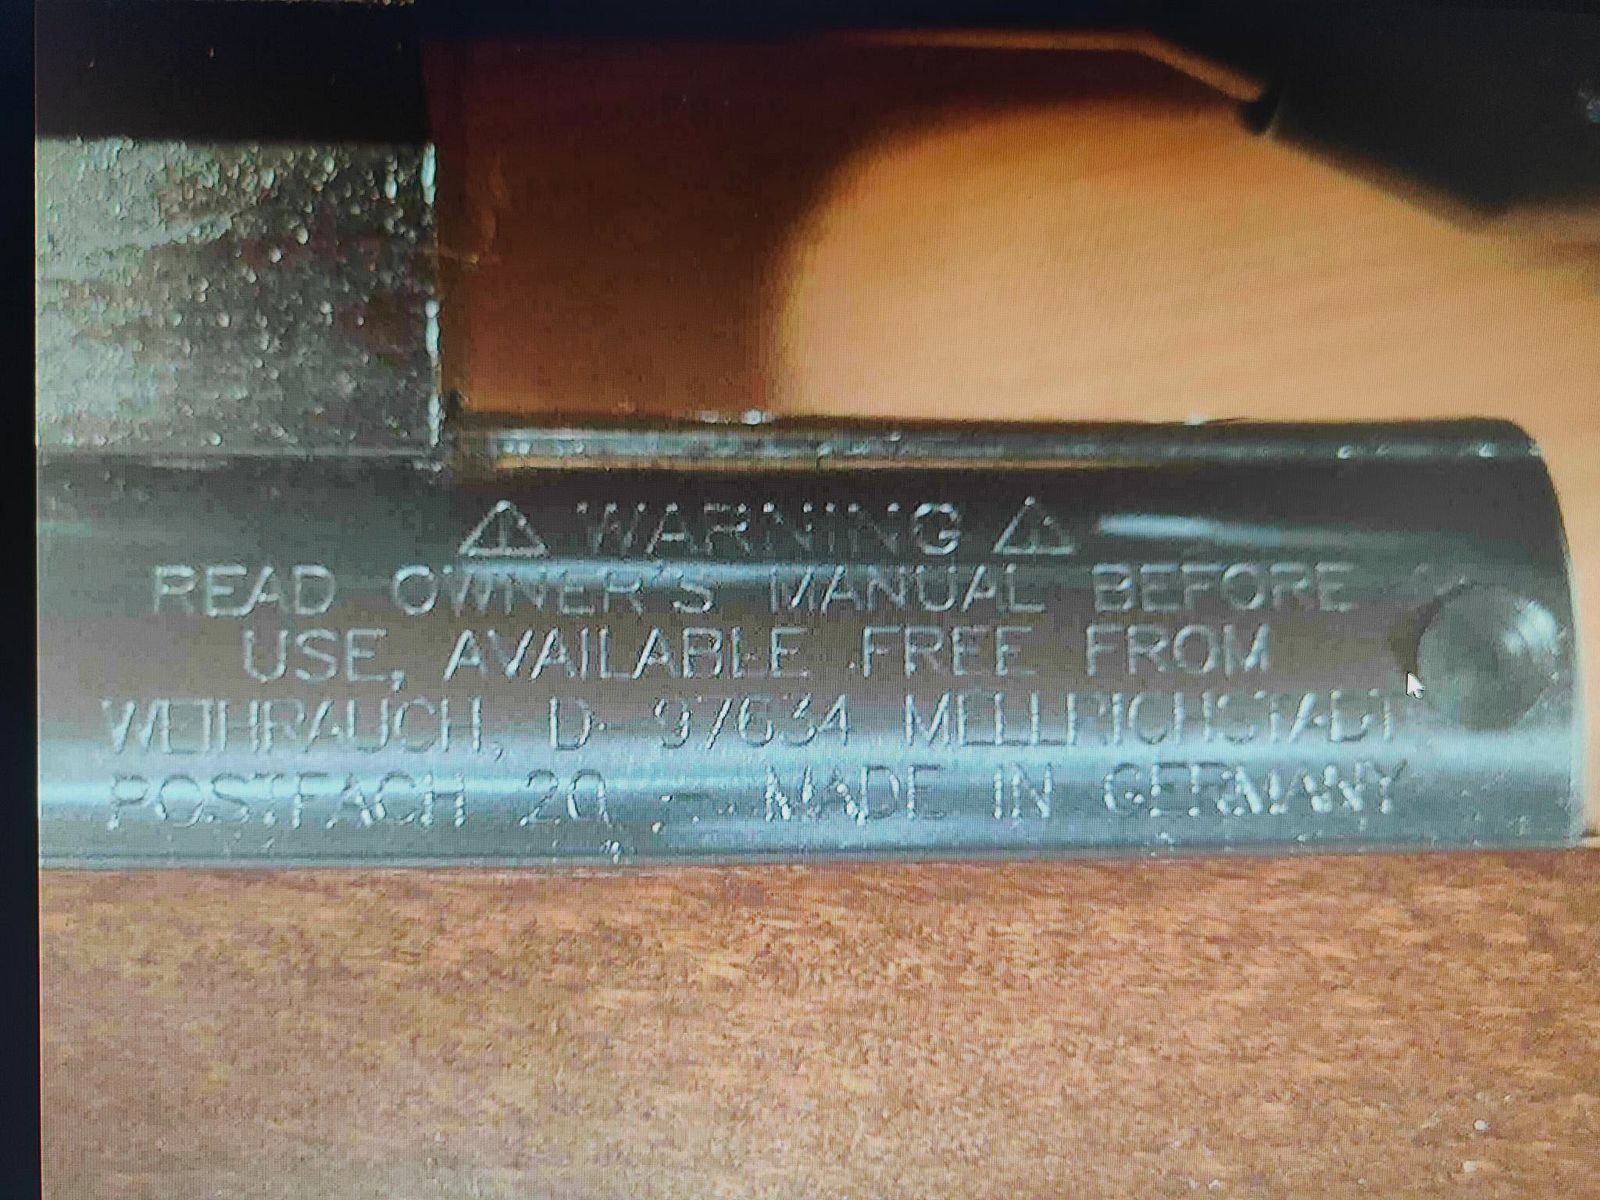 ⚠ WARNING ⚠
READ OWNER'S MANUAL BEFORE
USE, AVAILABLE FREE FROM
WEIHRAUCH, D- 97634 MELLRICHSTADT
POSTFACH 20 - MADE IN GERMANY